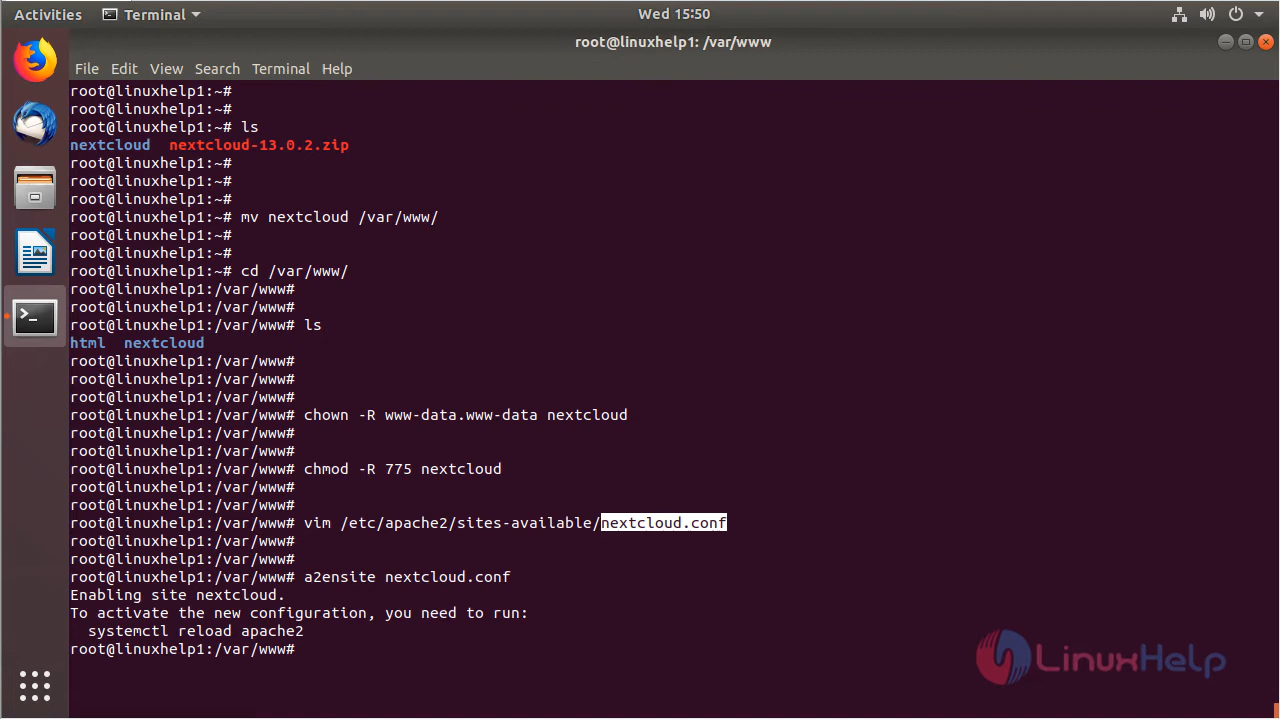 Activities Terminal Wed 15:50
root@linuxhelp1: /var/www
File Edit View Search Terminal Help
root@linuxhelp1:~#
root@linuxhelp1:~#
root@linuxhelp1:~# ls
nextcloud nextcloud-13.0.2.zip
root@linuxhelp1:~#
root@linuxhelp1:~#
root@linuxhelp1:~#
root@linuxhelp1:~# mv nextcloud /var/www/
root@linuxhelp1:~#
root@linuxhelp1:~#
root@linuxhelp1:~# cd /var/www/
root@linuxhelp1:/var/www#
root@linuxhelp1:/var/www#
root@linuxhelp1:/var/www# ls
html nextcloud
root@linuxhelp1:/var/www#
root@linuxhelp1:/var/www#
root@linuxhelp1:/var/www#
root@linuxhelp1:/var/www# chown -R www-data.www-data nextcloud
root@linuxhelp1:/var/www#
root@linuxhelp1:/var/www#
root@linuxhelp1:/var/www# chmod -R 775 nextcloud
root@linuxhelp1:/var/www#
root@linuxhelp1:/var/www#
root@linuxhelp1:/var/www# vim /etc/apache2/sites-available/nextcloud.conf
root@linuxhelp1:/var/www#
root@linuxhelp1:/var/www#
root@linuxhelp1:/var/www# a2ensite nextcloud.conf
Enabling site nextcloud.
To activate the new configuration, you need to run:
  systemctl reload apache2
root@linuxhelp1:/var/www#
LinuxHelp